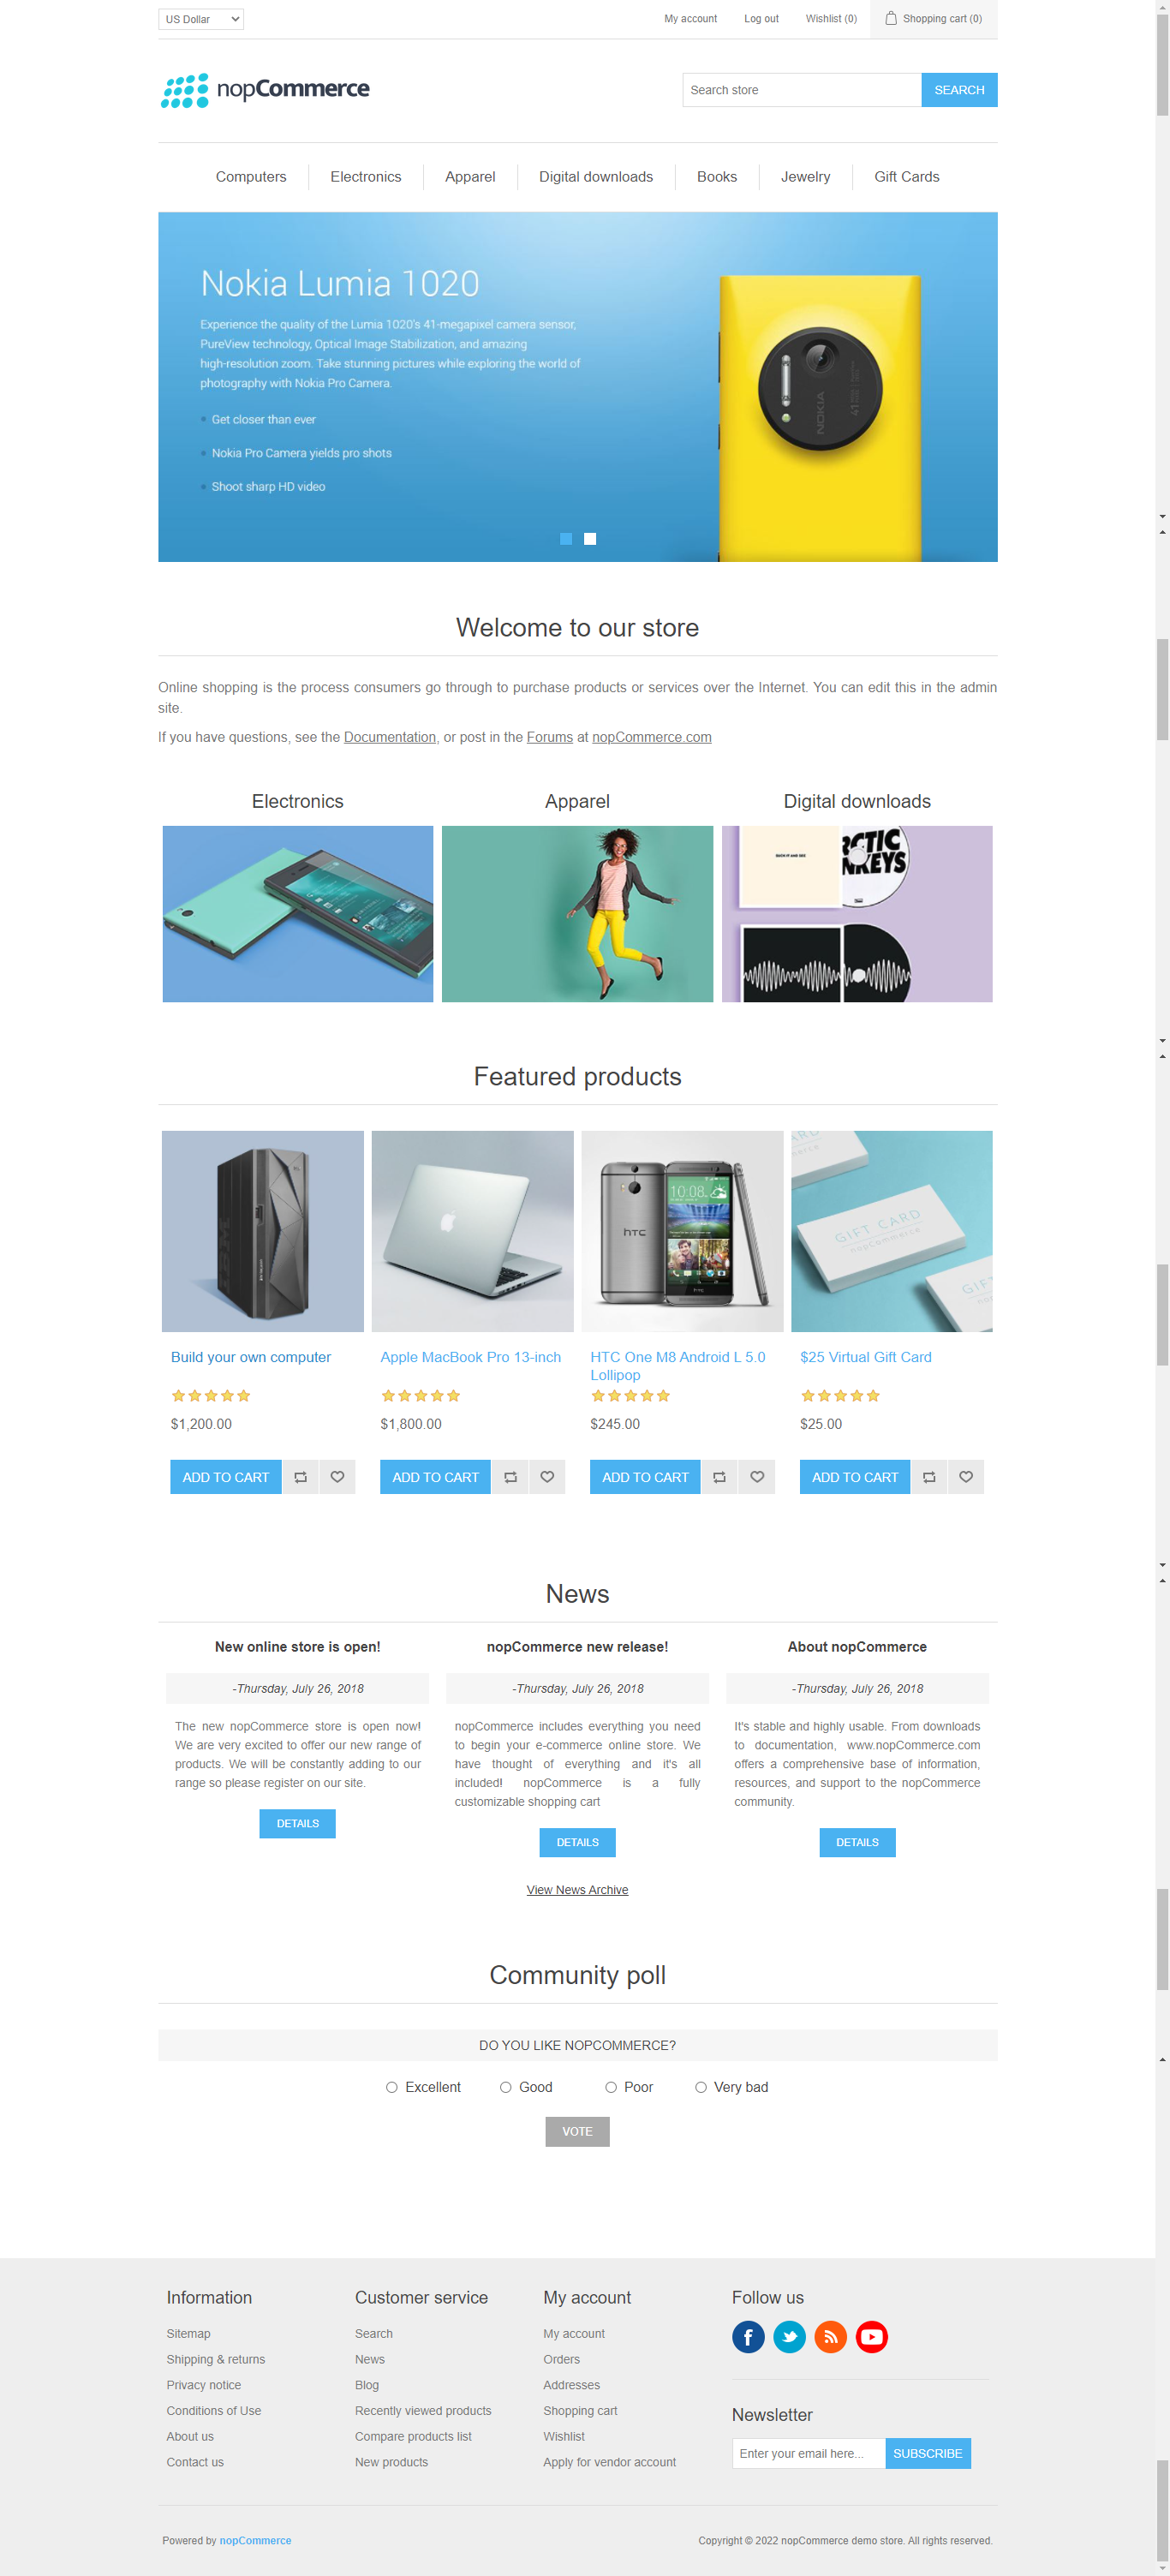 US Dollar
My account
Log out
Wishlist (0)
Shopping cart (0)
nopCommerce
Search store
SEARCH
Computers
Electronics
Apparel
Digital downloads
Books
Jewelry
Gift Cards
Nokia Lumia 1020
Experience the quality of the Lumia 1020's 41-megapixel camera sensor,
PureView technology, Optical Image Stabilization, and amazing
high-resolution zoom. Take stunning pictures while exploring the world of
photography with Nokia Pro Camera.
Get closer than ever
Nokia Pro Camera yields pro shots
Shoot sharp HD video
NOKIA
41
Welcome to our store
Online shopping is the process consumers go through to purchase products or services over the Internet. You can edit this in the admin
site.
If you have questions, see the Documentation, or post in the Forums at nopCommerce.com
Electronics
Apparel
Digital downloads
SUCK IT AND SEE
CTIC
KEYS
Featured products
10:08
hTC
GIFT CARD
nopCommerce
GIFT
Build your own computer
$1,200.00
ADD TO CART
Apple MacBook Pro 13-inch
$1,800.00
ADD TO CART
HTC One M8 Android L 5.0
Lollipop
$245.00
ADD TO CART
$25 Virtual Gift Card
$25.00
ADD TO CART
News
New online store is open!
-Thursday, July 26, 2018
The new nopCommerce store is open now!
We are very excited to offer our new range of
products. We will be constantly adding to our
range so please register on our site.
DETAILS
nopCommerce new release!
-Thursday, July 26, 2018
nopCommerce includes everything you need
to begin your e-commerce online store. We
have thought of everything and it's all
included! nopCommerce is a fully
customizable shopping cart
DETAILS
About nopCommerce
-Thursday, July 26, 2018
It's stable and highly usable. From downloads
to documentation, www.nopCommerce.com
offers a comprehensive base of information,
resources, and support to the nopCommerce
community.
DETAILS
View News Archive
Community poll
DO YOU LIKE NOPCOMMERCE?
Excellent
Good
Poor
Very bad
VOTE
Information
Sitemap
Shipping & returns
Privacy notice
Conditions of Use
About us
Contact us
Customer service
Search
News
Blog
Recently viewed products
Compare products list
New products
My account
My account
Orders
Addresses
Shopping cart
Wishlist
Apply for vendor account
Follow us
Newsletter
Enter your email here...
SUBSCRIBE
Powered by nopCommerce
Copyright © 2022 nopCommerce demo store. All rights reserved.